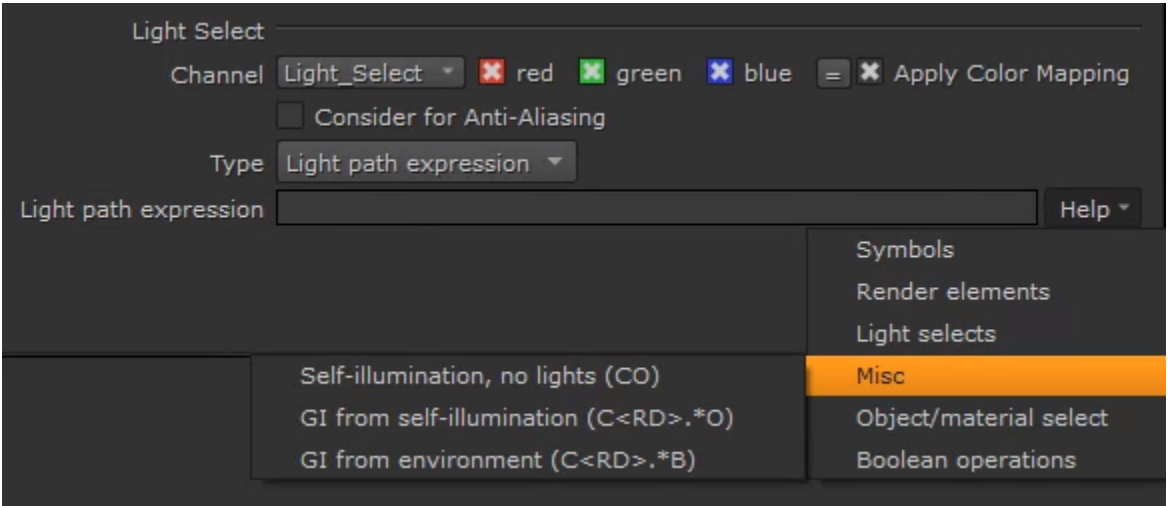 Light Select
Channel Light_Select red green blue = Apply Color Mapping
Consider for Anti-Aliasing
Type Light path expression
Light path expression Help
Symbols
Render elements
Light selects
Misc
Object/material select
Boolean operations
Self-illumination, no lights (CO)
GI from self-illumination (C<RD>.*O)
GI from environment (C<RD>.*B)